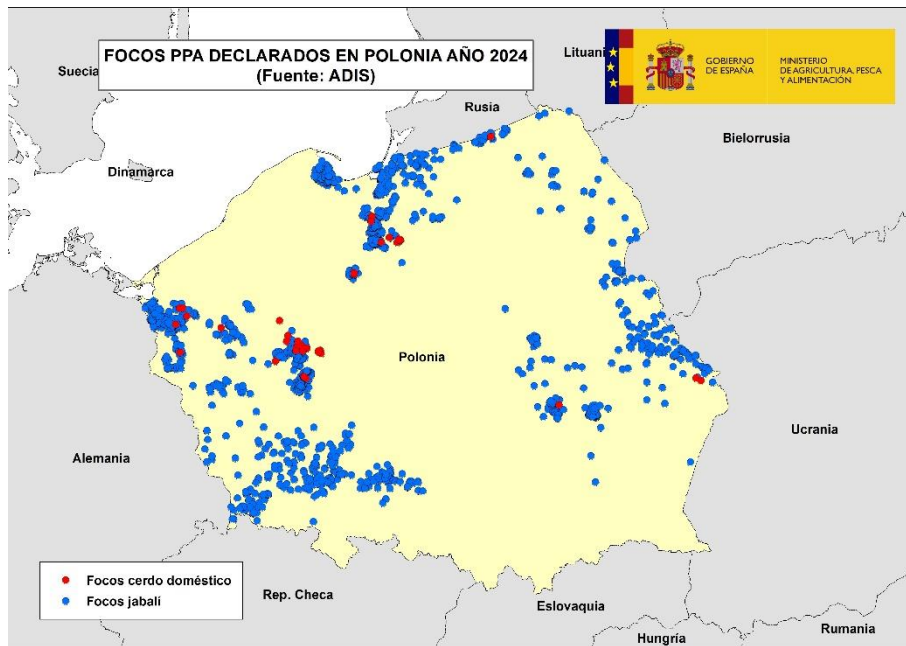 FOCOS PPA DECLARADOS EN POLONIA AÑO 2024
(Fuente: ADIS)
Lituani
GOBIERNO
DE ESPAÑA
MINISTERIO
DE AGRICULTURA, PESCA
Y ALIMENTACIÓN
Suecia
Rusia
Bielorrusia
Dinamarca
Polonia
Ucrania
Alemania
Focos cerdo doméstico
Focos jabalí
Rep. Checa
Eslovaquia
Hungría
Rumania